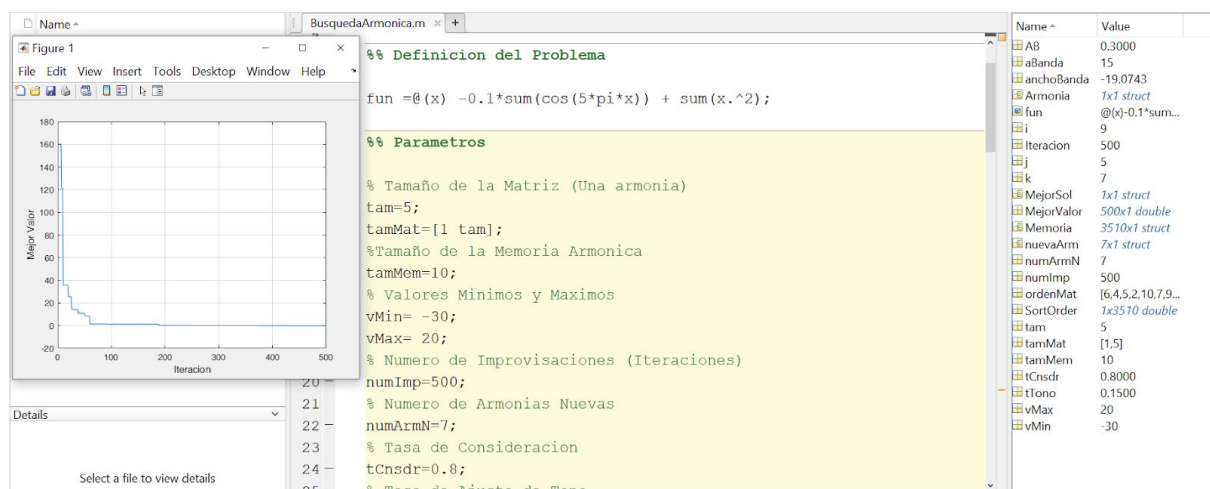 Name
Figure 1
File Edit View Insert Tools Desktop Window Help
180
160
140
120
100
80
60
40
20
0
-20
Mejor Valor
0 100 200 300 400 500
Iteracion
Details
Select a file to view details
BusquedaArmonica.m × +
%% Definicion del Problema
fun =@(x) -0.1*sum(cos(5*pi*x)) + sum(x.^2);
%% Parametros
% Tamaño de la Matriz (Una armonia)
tam=5;
tamMat=[1 tam];
%Tamaño de la Memoria Armonica
tamMem=10;
% Valores Minimos y Maximos
vMin= -30;
vMax= 20;
% Numero de Improvisaciones (Iteraciones)
20 – numImp=500;
21 % Numero de Armonias Nuevas
22 – numArmN=7;
23 % Tasa de Consideracion
24 – tCnsdr=0.8;
Name Value
AB 0.3000
aBanda 15
anchoBanda -19.0743
Armonia 1x1 struct
fun @(x)-0.1*sum...
i 9
Iteracion 500
j 5
k 7
MejorSol 1x1 struct
MejorValor 500x1 double
Memoria 3510x1 struct
nuevaArm 7x1 struct
numArmN 7
numImp 500
ordenMat [6,4,5,2,10,7,9...
SortOrder 1x3510 double
tam 5
tamMat [1,5]
tamMem 10
tCnsdr 0.8000
tTono 0.1500
vMax 20
vMin -30